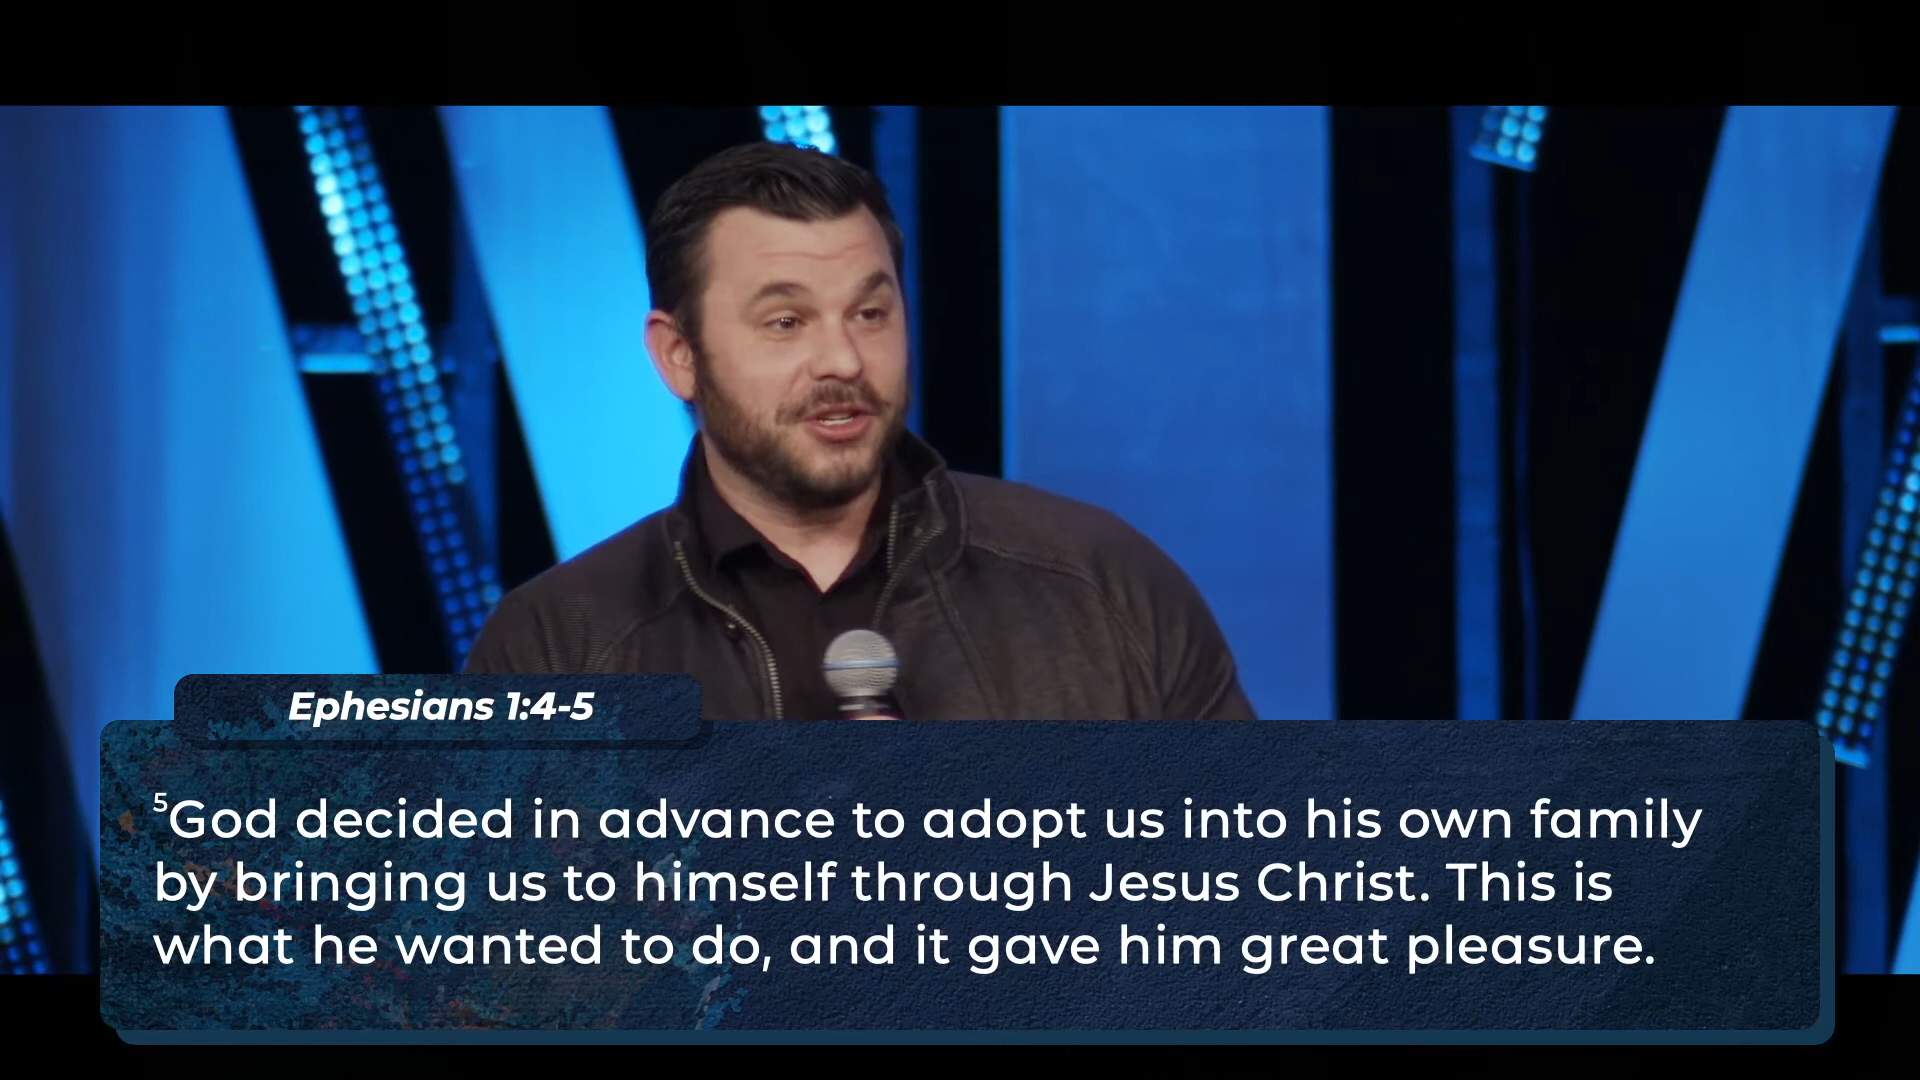 Ephesians 1:4-5
⁵God decided in advance to adopt us into his own family
by bringing us to himself through Jesus Christ. This is
what he wanted to do, and it gave him great pleasure.